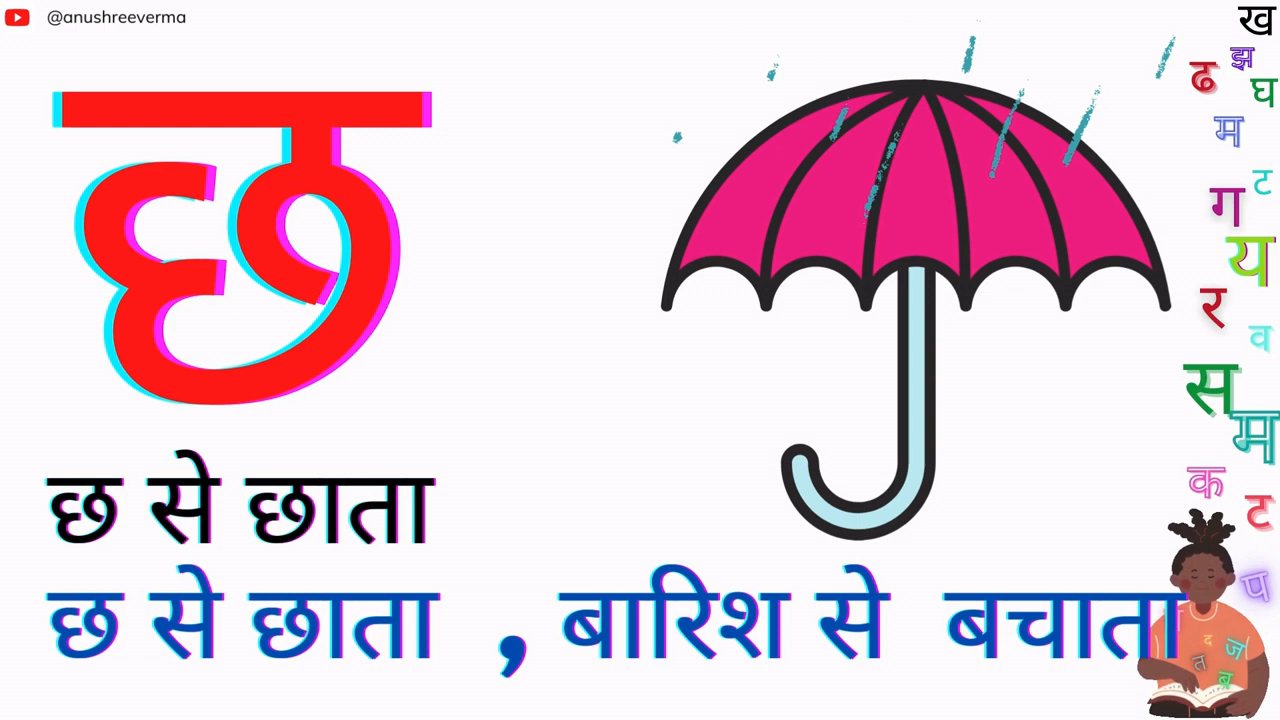 @anushreeverma
छ
छ से छाता
छ से छाता , बारिश से बचाता
ख
झ
ढ
घ
म
ट
ग
य
र
व
स
म
क
ट
प
द
ज
त
ब